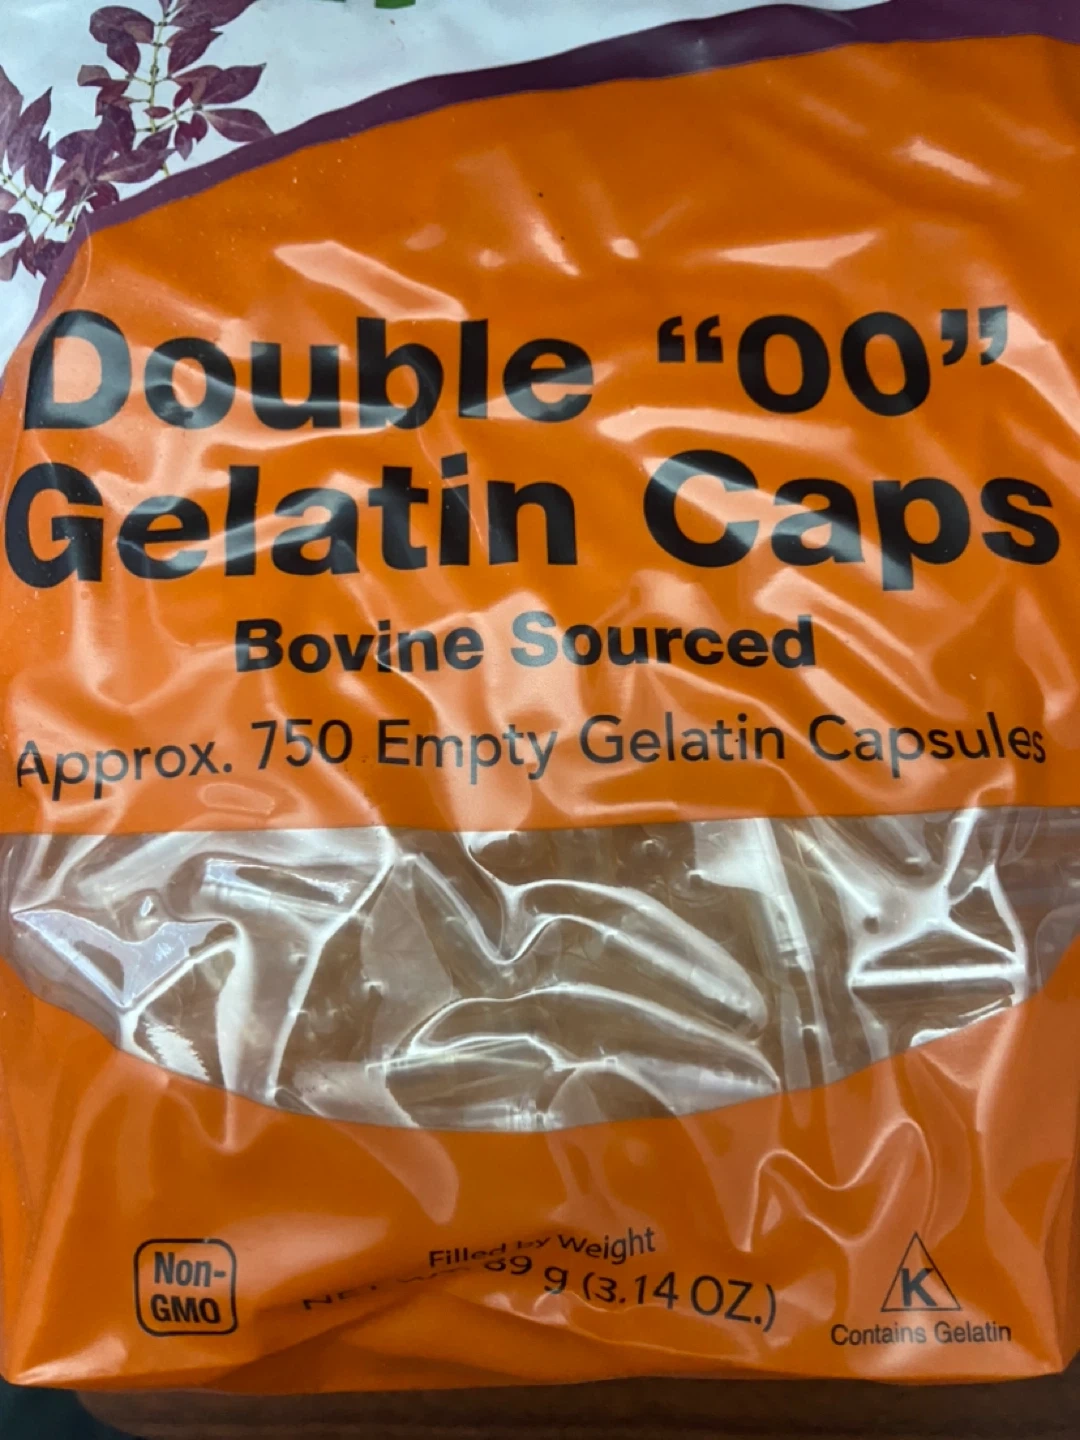 Double “00”
Gelatin Caps
Bovine Sourced
Approx. 750 Empty Gelatin Capsules
Non-
GMO
Filled by Weight
89 g (3.14 OZ.)
K
Contains Gelatin